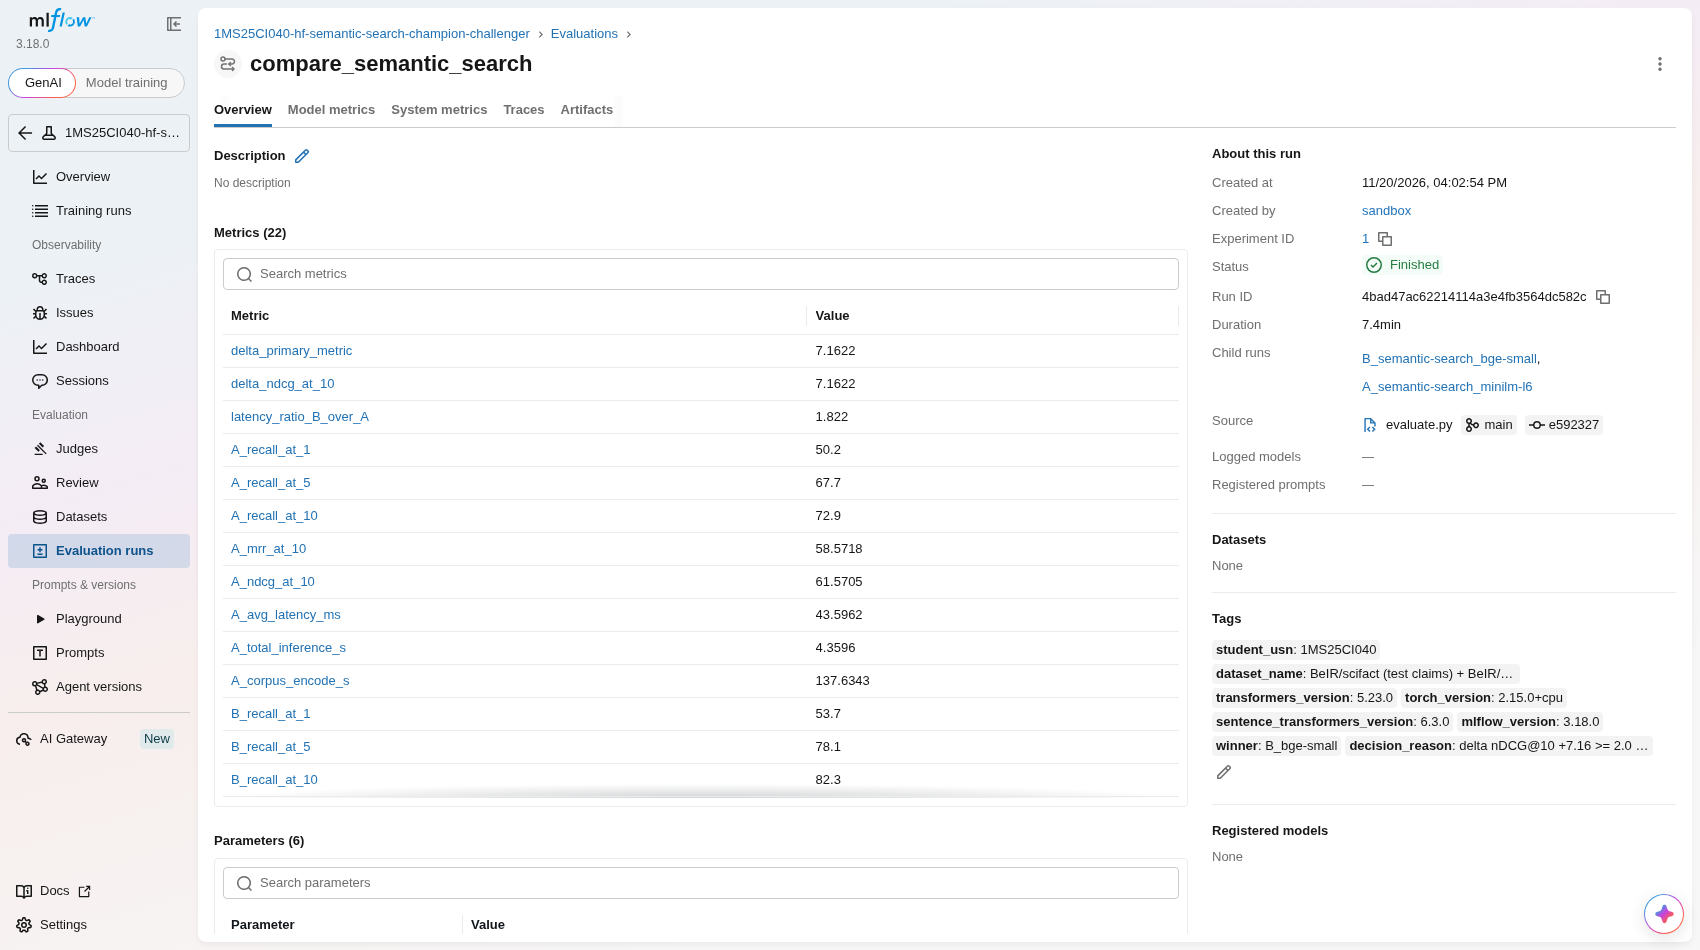 mlflow
3.18.0
GenAI Model training
1MS25CI040-hf-s...
Overview
Training runs
Observability
Traces
Issues
Dashboard
Sessions
Evaluation
Judges
Review
Datasets
Evaluation runs
Prompts & versions
Playground
Prompts
Agent versions
AI Gateway New
Docs
Settings
1MS25CI040-hf-semantic-search-champion-challenger › Evaluations ›
compare_semantic_search
Overview Model metrics System metrics Traces Artifacts
Description
No description
Metrics (22)
Search metrics
Metric Value
delta_primary_metric 7.1622
delta_ndcg_at_10 7.1622
latency_ratio_B_over_A 1.822
A_recall_at_1 50.2
A_recall_at_5 67.7
A_recall_at_10 72.9
A_mrr_at_10 58.5718
A_ndcg_at_10 61.5705
A_avg_latency_ms 43.5962
A_total_inference_s 4.3596
A_corpus_encode_s 137.6343
B_recall_at_1 53.7
B_recall_at_5 78.1
B_recall_at_10 82.3
Parameters (6)
Search parameters
Parameter Value
About this run
Created at 11/20/2026, 04:02:54 PM
Created by sandbox
Experiment ID 1
Status Finished
Run ID 4bad47ac62214114a3e4fb3564dc582c
Duration 7.4min
Child runs B_semantic-search_bge-small,
A_semantic-search_minilm-l6
Source evaluate.py main e592327
Logged models —
Registered prompts —
Datasets
None
Tags
student_usn: 1MS25CI040
dataset_name: BeIR/scifact (test claims) + BeIR/...
transformers_version: 5.23.0 torch_version: 2.15.0+cpu
sentence_transformers_version: 6.3.0 mlflow_version: 3.18.0
winner: B_bge-small decision_reason: delta nDCG@10 +7.16 >= 2.0 ...
Registered models
None